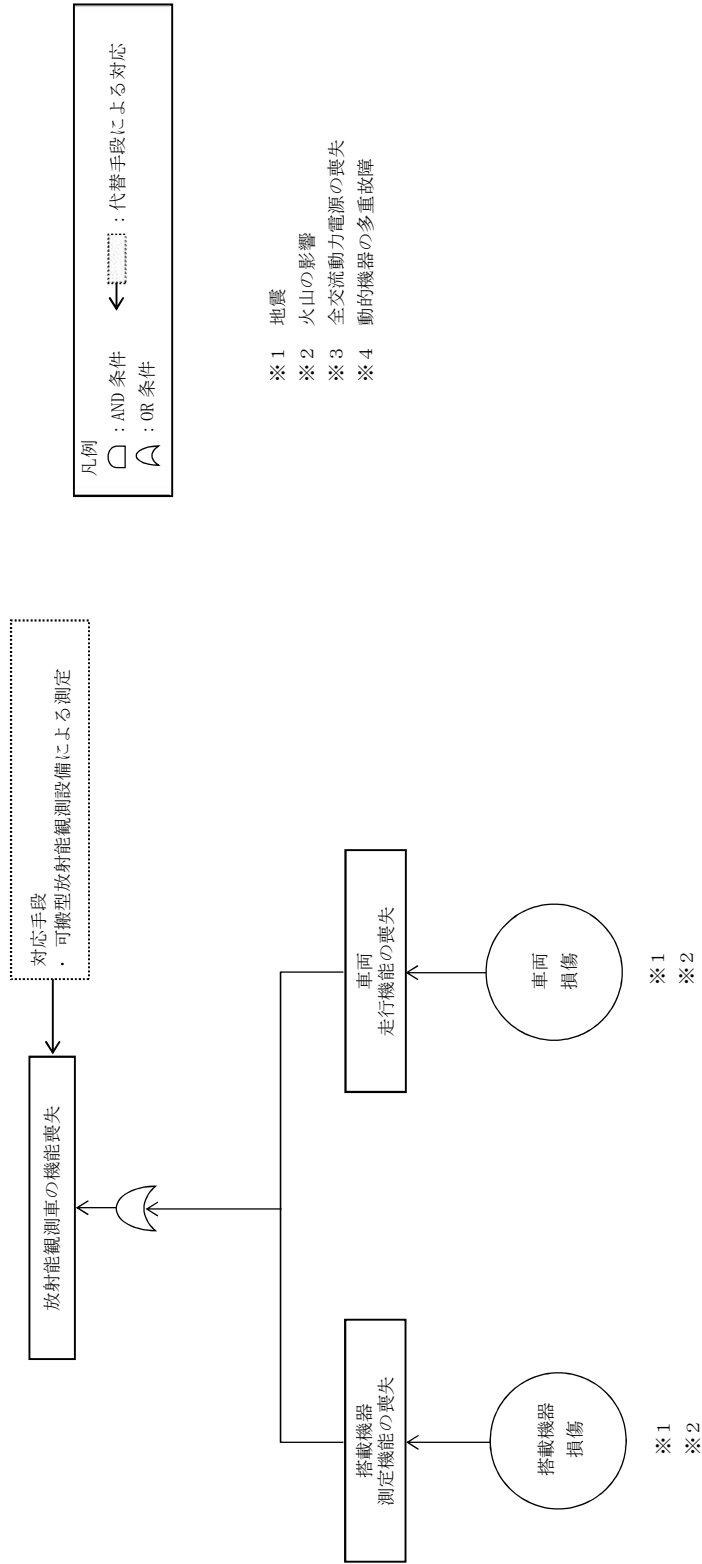 対応手段
・ 可搬型放射能観測設備による測定
放射能観測車の機能喪失
搭載機器
測定機能の喪失
車両
走行機能の喪失
搭載機器
損傷
車両
損傷
※1
※2
※1
※2
凡例
：AND 条件
：OR 条件
：代替手段による対応
※1 地震
※2 火山の影響
※3 全交流動力電源の喪失
※4 動的機器の多重故障